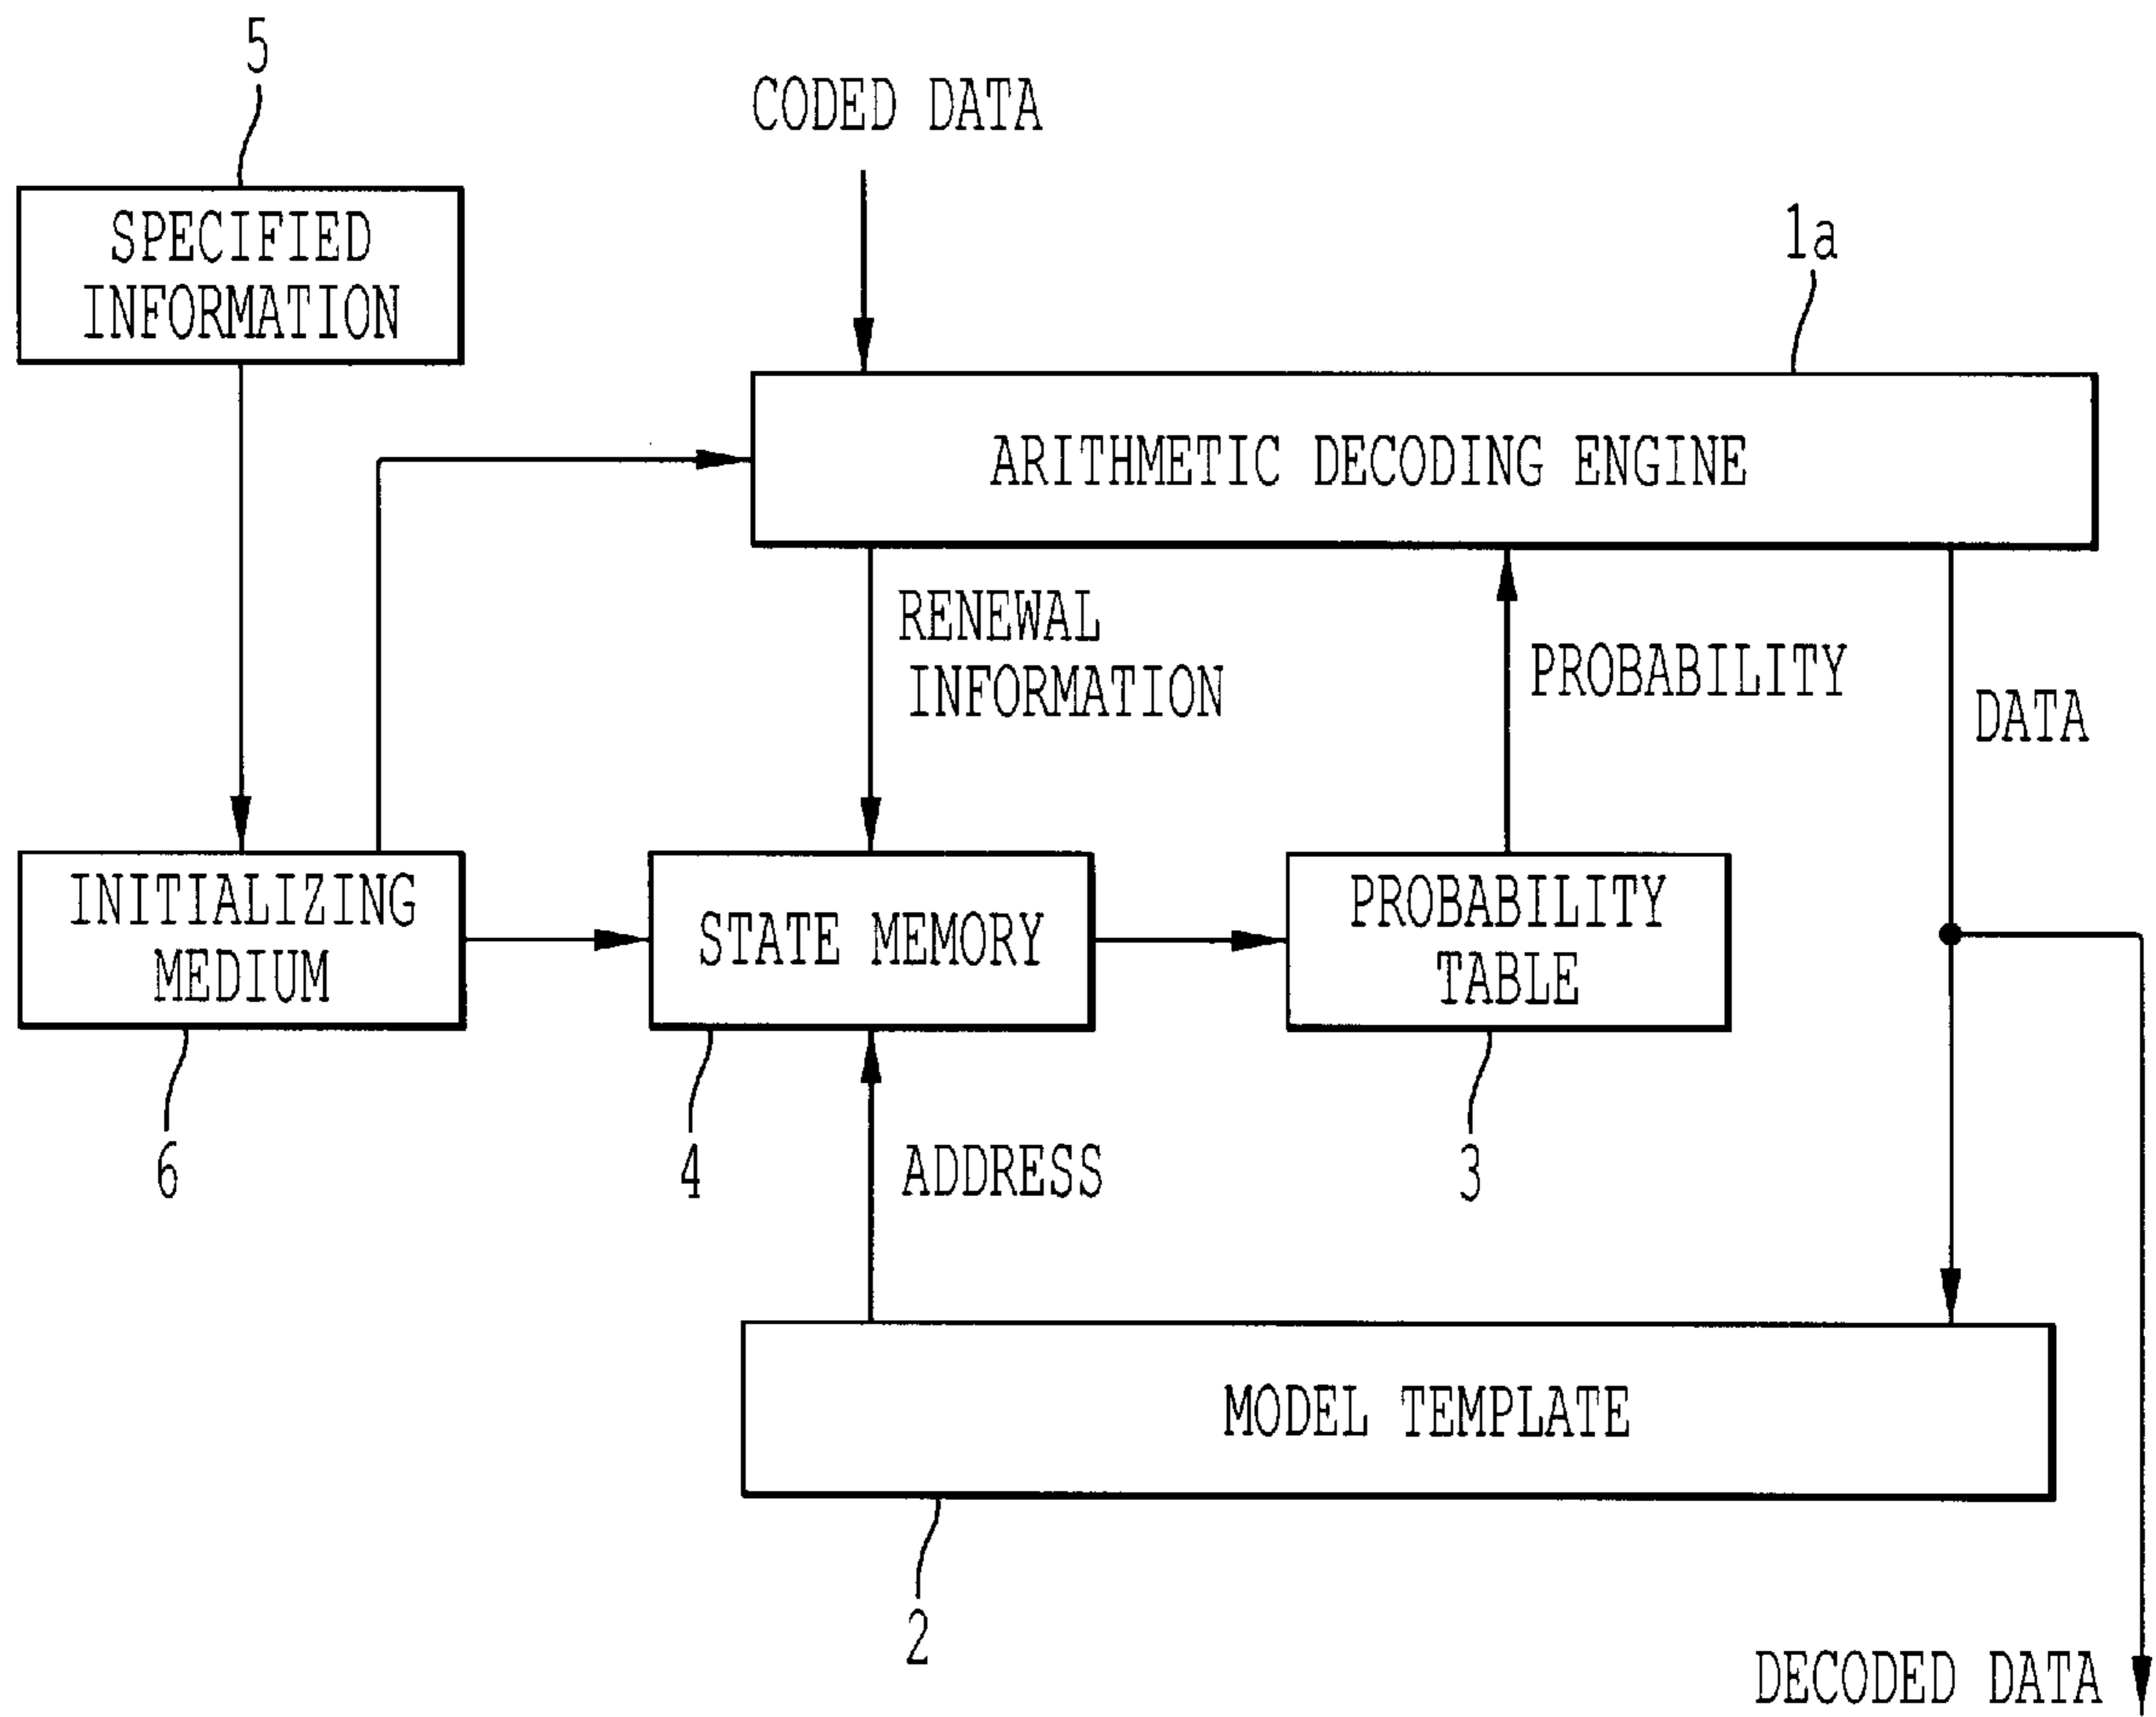 5
CODED DATA
SPECIFIED
INFORMATION
1a
ARITHMETIC DECODING ENGINE
RENEWAL
INFORMATION
PROBABILITY
DATA
INITIALIZING
MEDIUM
STATE MEMORY
PROBABILITY
TABLE
6
4
ADDRESS
3
MODEL TEMPLATE
2
DECODED DATA